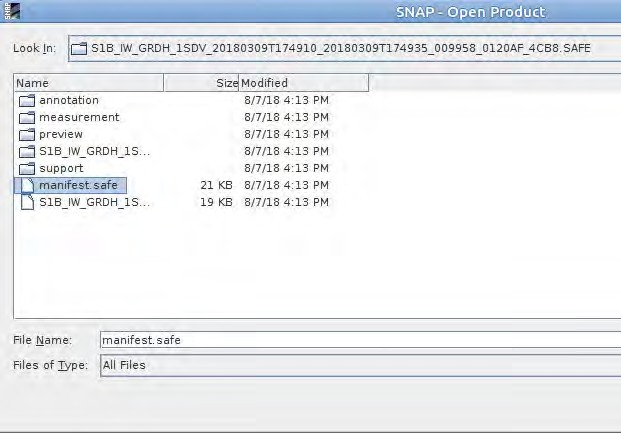 SNAP - Open Product
Look In: S1B_IW_GRDH_1SDV_20180309T174910_20180309T174935_009958_0120AF_4CB8.SAFE
Name Size Modified
annotation 8/7/18 4:13 PM
measurement 8/7/18 4:13 PM
preview 8/7/18 4:13 PM
S1B_IW_GRDH_1S... 8/7/18 4:13 PM
support 8/7/18 4:13 PM
manifest.safe 21 KB 8/7/18 4:13 PM
S1B_IW_GRDH_1S... 19 KB 8/7/18 4:13 PM
File Name: manifest.safe
Files of Type: All Files